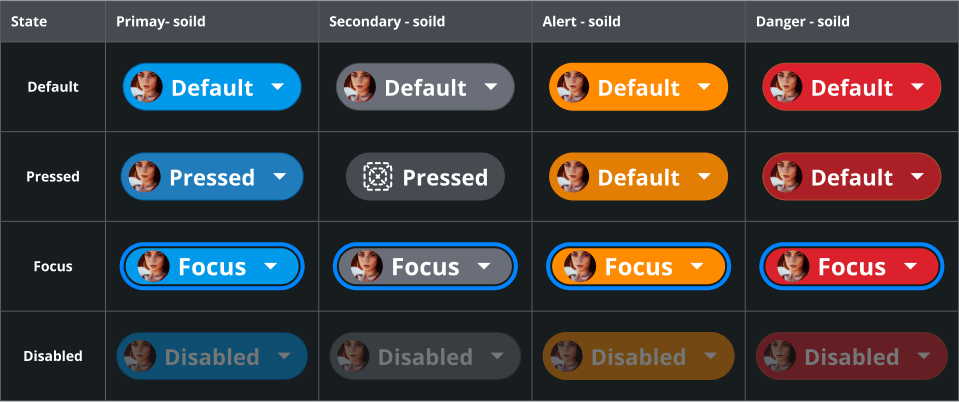 State Primay- soild Secondary - soild Alert - soild Danger - soild
Default Default Default Default Default
Pressed Pressed Pressed Default Default
Focus Focus Focus Focus Focus
Disabled Disabled Disabled Disabled Disabled